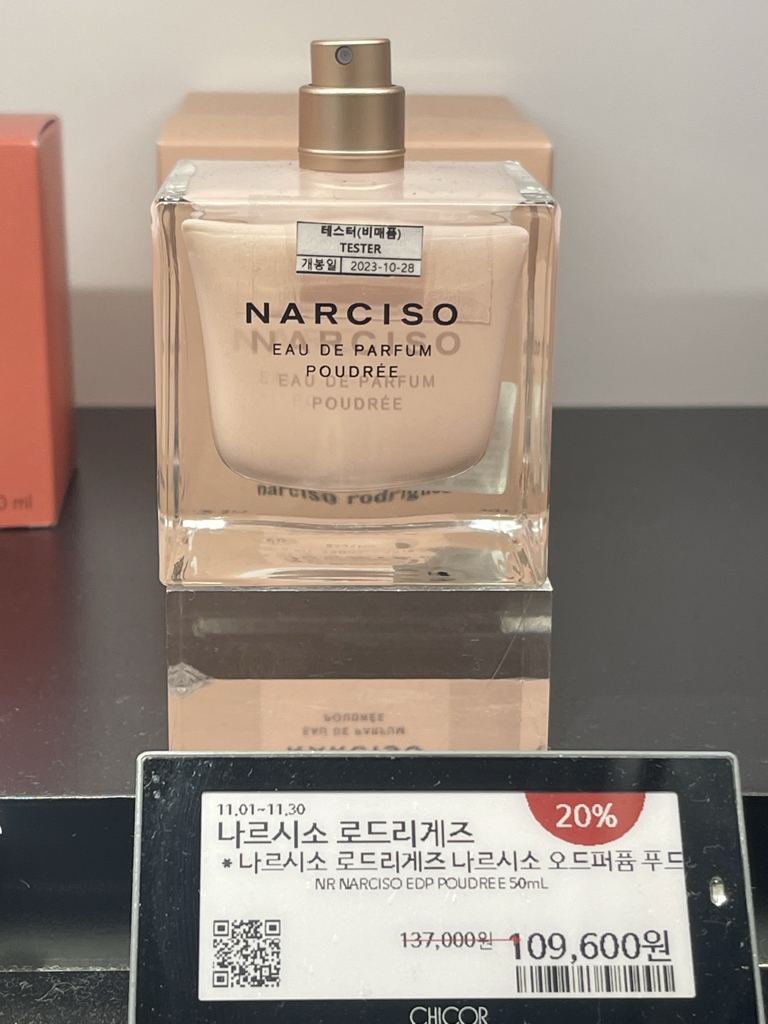 테스터(비매품)
TESTER
개봉일 2023-10-28
NARCISO
EAU DE PARFUM
POUDRÉE
narciso rodrigue
0 ml
11.01~11.30
20%
나르시소 로드리게즈
*나르시소 로드리게즈 나르시소 오드퍼퓸 푸드
NR NARCISO EDP POUDREE 50mL
137,000원 109,600원
CHICOR